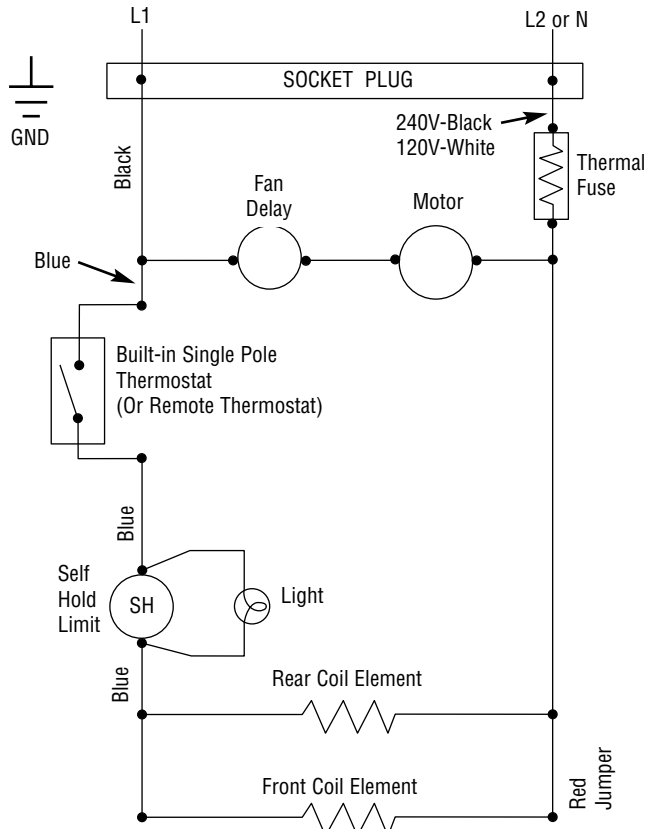 L1
L2 or N
SOCKET PLUG
GND
240V-Black
120V-White
Thermal
Fuse
Black
Fan
Delay
Motor
Blue
Built-in Single Pole
Thermostat
(Or Remote Thermostat)
Blue
Self
Hold
Limit
SH
Light
Blue
Rear Coil Element
Front Coil Element
Red
Jumper